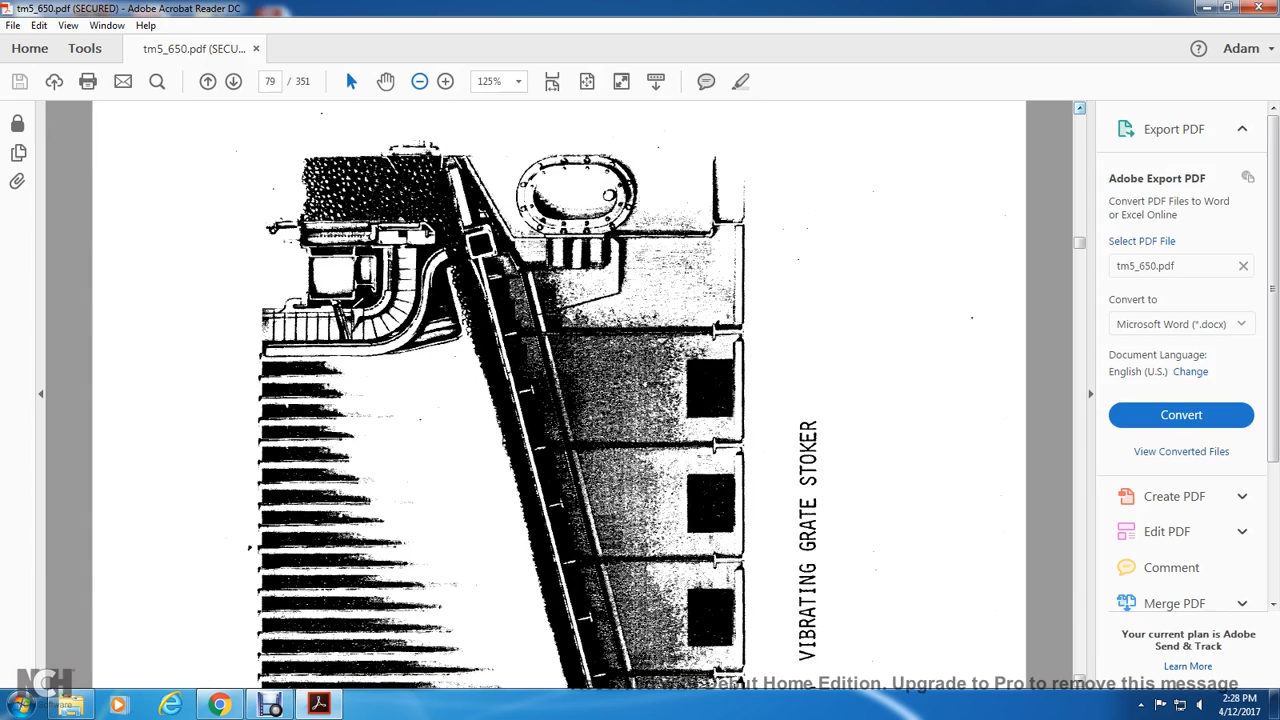 tm5_650.pdf (SECURED) - Adobe Acrobat Reader DC
File Edit View Window Help
Home Tools tm5_650.pdf (SECU... × Adam
79 / 351 125%
Export PDF
Adobe Export PDF
Convert PDF Files to Word
or Excel Online
Select PDF File
tm5_650.pdf
Convert to
Microsoft Word (*.docx)
Document Language:
English (U.S.) Change
Convert
View Converted Files
Create PDF
Edit PDF
Comment
Merge PDF
Your current plan is Adobe
Send & Track
Learn More
VIBRATING GRATE STOKER
Home Edition. Upgrade to Pro to remove this message
NCH
2:28 PM
4/12/2017